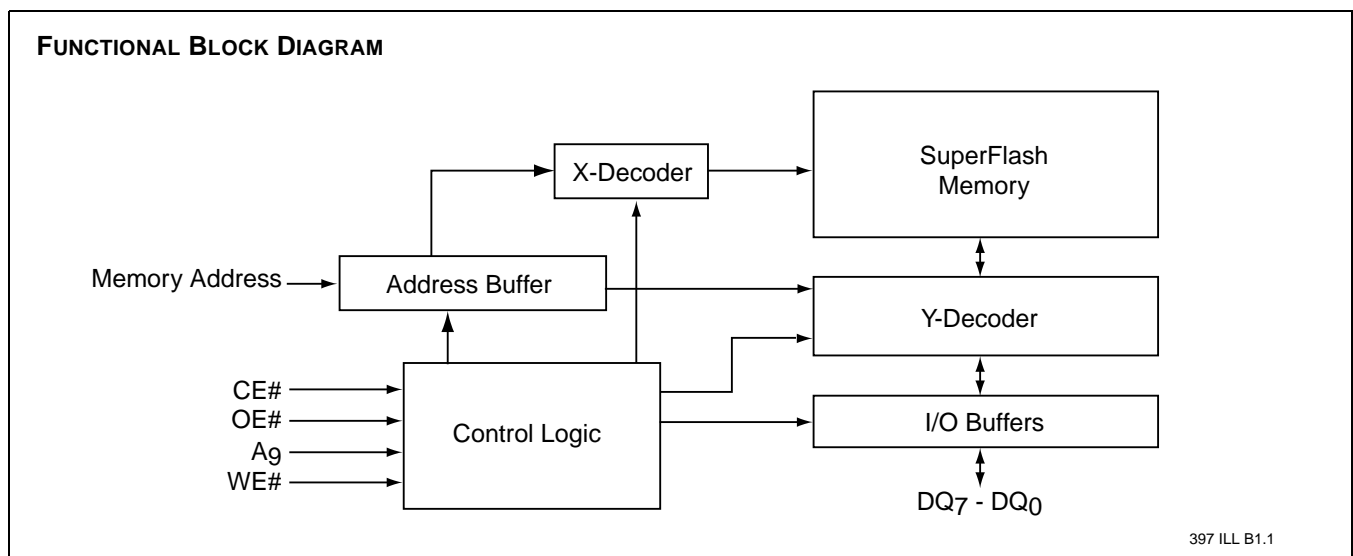 FUNCTIONAL BLOCK DIAGRAM
X-Decoder
SuperFlash
Memory
Memory Address
Address Buffer
Y-Decoder
CE#
OE#
A9
WE#
Control Logic
I/O Buffers
DQ7 - DQ0
397 ILL B1.1